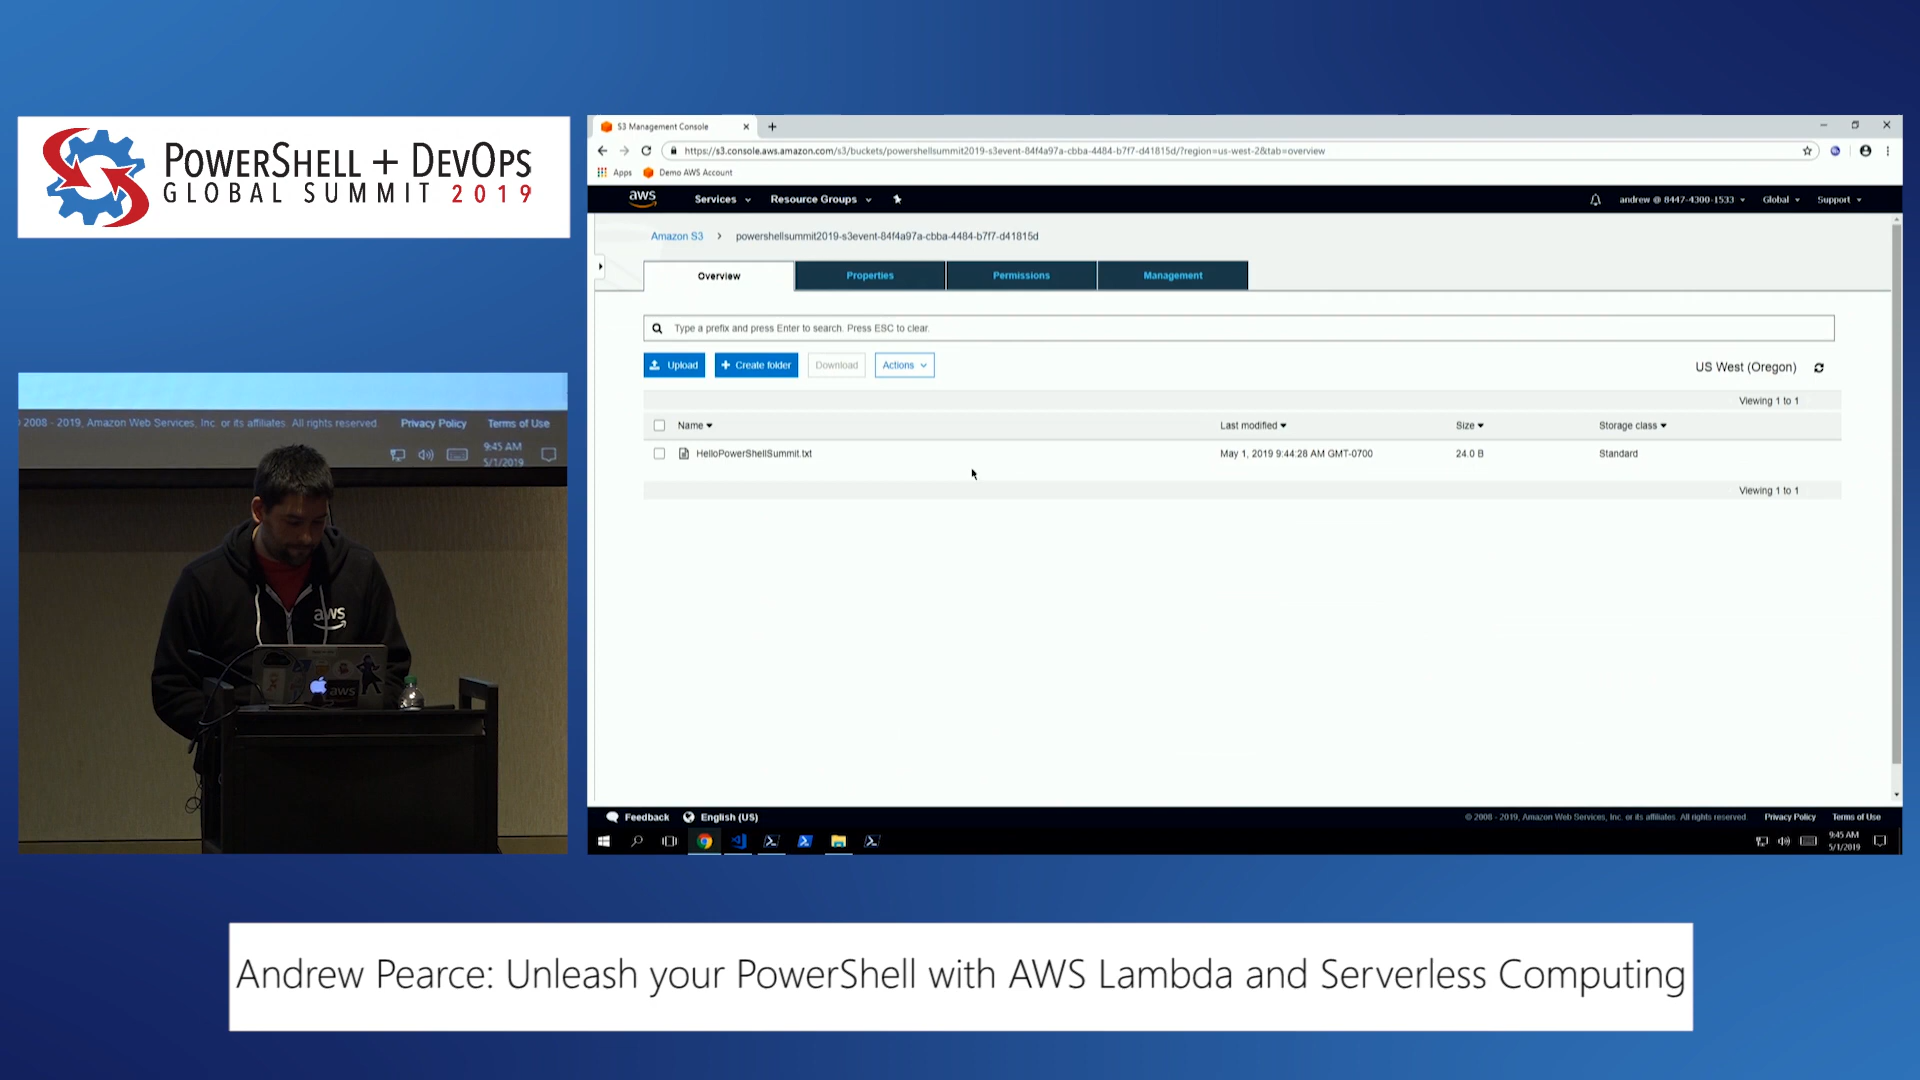 POWERSHELL + DEVOPS
GLOBAL SUMMIT 2019
S3 Management Console
https://s3.console.aws.amazon.com/s3/buckets/powershellsummit2019-s3event-84f4a97a-cbba-4484-b7f7-d41815d/?region=us-west-2&tab=overview
Apps Demo AWS Account
aws Services Resource Groups andrew @ 8447-4300-1533 Global Support
Amazon S3 > powershellsummit2019-s3event-84f4a97a-cbba-4484-b7f7-d41815d
Overview Properties Permissions Management
Type a prefix and press Enter to search. Press ESC to clear.
Upload + Create folder Download Actions US West (Oregon)
Viewing 1 to 1
Name Last modified Size Storage class
HelloPowerShellSummit.txt May 1, 2019 9:44:28 AM GMT-0700 24.0 B Standard
Viewing 1 to 1
Feedback English (US) © 2008 - 2019, Amazon Web Services, Inc. or its affiliates. All rights reserved Privacy Policy Terms of Use
9:45 AM
5/1/2019
2008 - 2019, Amazon Web Services, Inc. or its affiliates. All rights reserved. Privacy Policy Terms of Use
9:45 AM
5/1/2019
aws
aws
Andrew Pearce: Unleash your PowerShell with AWS Lambda and Serverless Computing